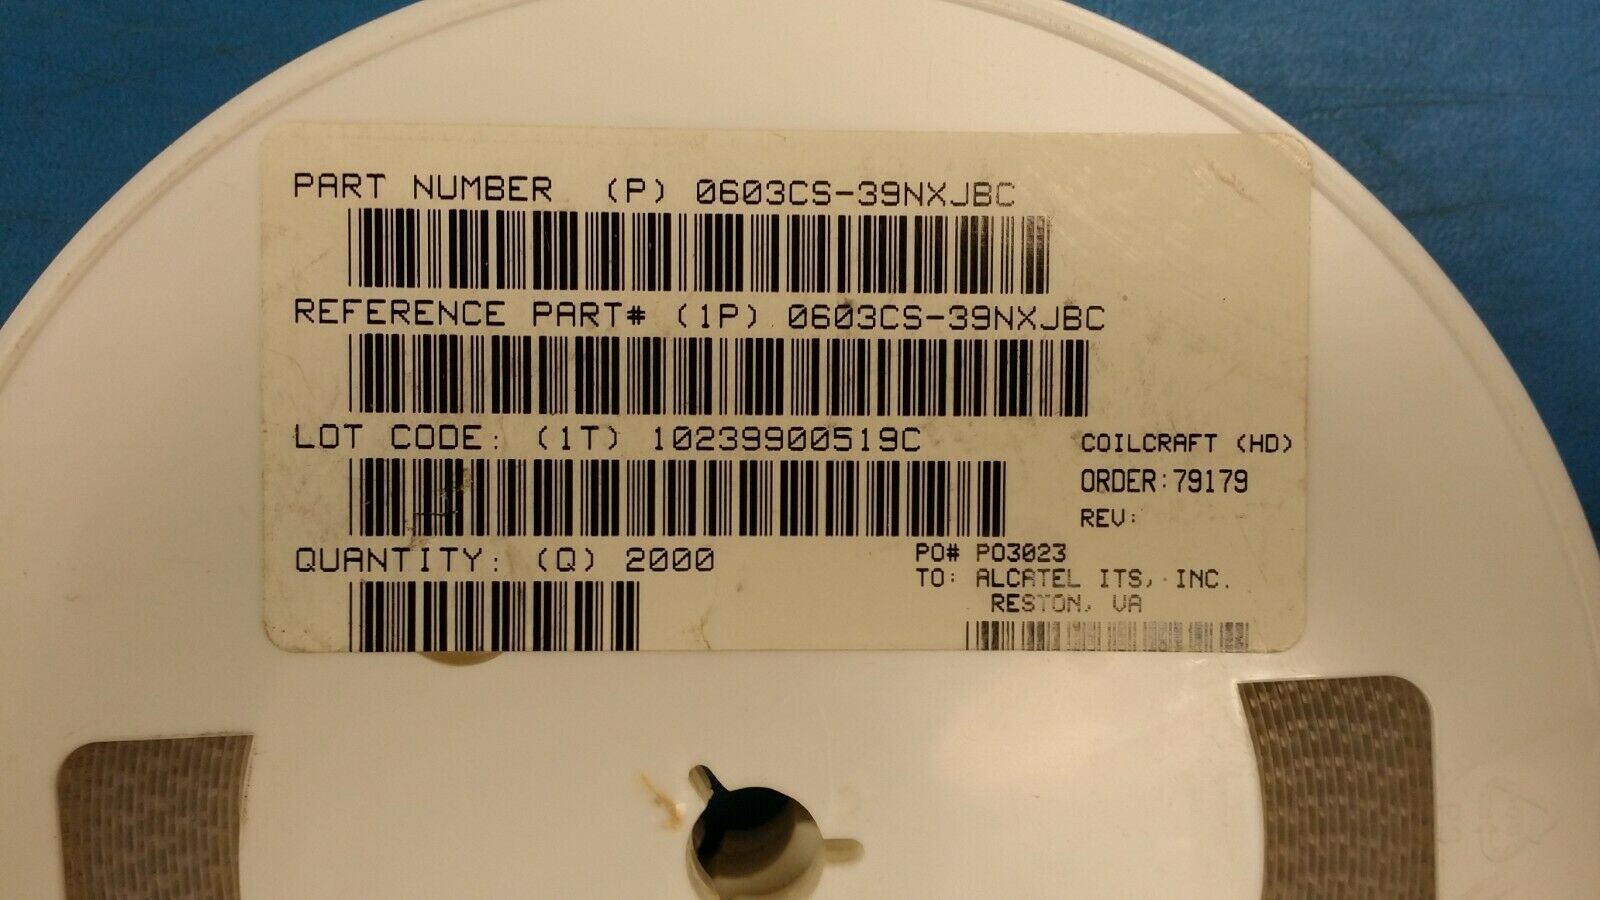 PART NUMBER (P) 0603CS-39NXJBC
REFERENCE PART# (1P) 0603CS-39NXJBC
LOT CODE: (1T) 10239900519C
COILCRAFT (HD)
ORDER:79179
REV:
QUANTITY: (Q) 2000
PO# PO3023
TO: ALCATEL ITS, INC.
RESTON, VA